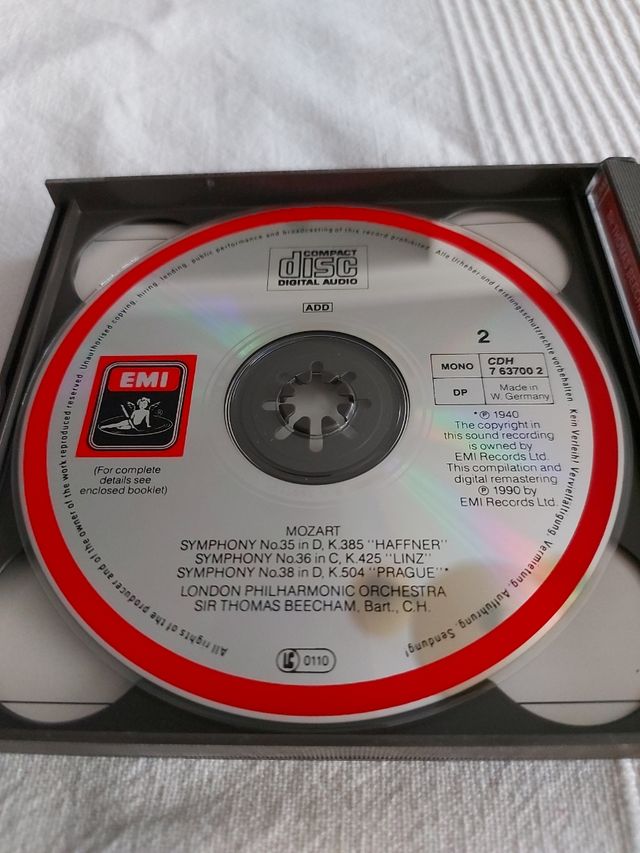 All rights of the producer and of the owner of the work reproduced reserved. Unauthorised copying, hiring, lending, public performance and broadcasting of this record prohibited. Alle Urheber und Leistungsschutzrechte vorbehalten. Kein Verleih! Vervielfältigung, Vermietung, Aufführung, Sendung!
COMPACT
disc
DIGITAL AUDIO
ADD
2
MONO
CDH
7 63700 2
DP
Made in
W. Germany
EMI
(For complete
details see
enclosed booklet)
*℗ 1940
The copyright in
this sound recording
is owned by
EMI Records Ltd.
This compilation and
digital remastering
℗ 1990 by
EMI Records Ltd.
MOZART
SYMPHONY No.35 in D, K.385 "HAFFNER"
SYMPHONY No.36 in C, K.425 "LINZ"
SYMPHONY No.38 in D, K.504 "PRAGUE"*
LONDON PHILHARMONIC ORCHESTRA
SIR THOMAS BEECHAM, Bart., C.H.
LC 0110